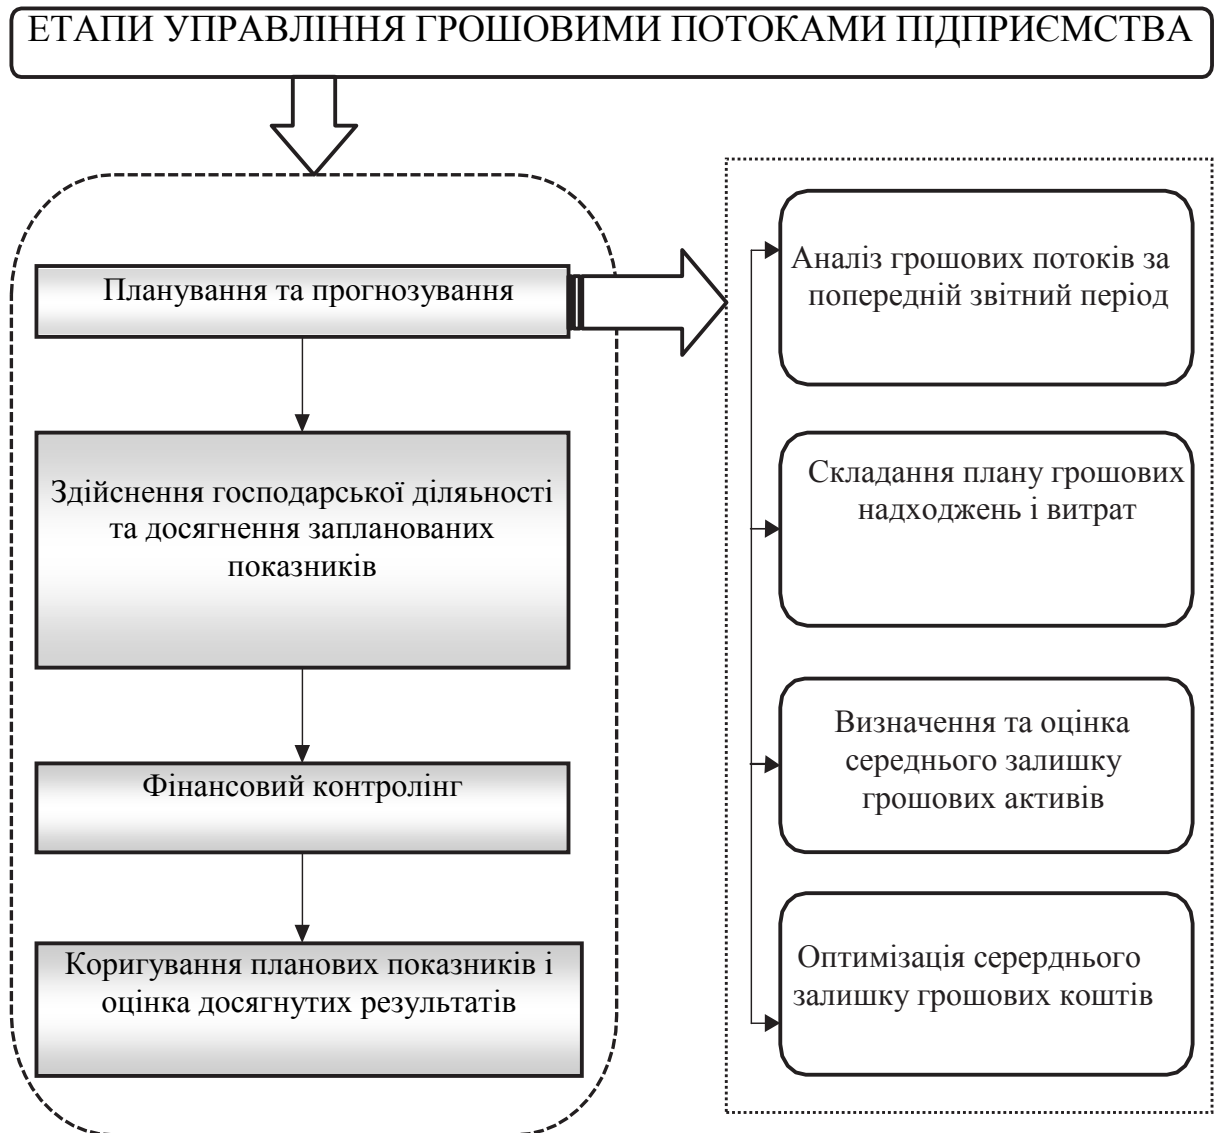 ЕТАПИ УПРАВЛІННЯ ГРОШОВИМИ ПОТОКАМИ ПІДПРИЄМСТВА
Планування та прогнозування
Здійснення господарської діляьності
та досягнення запланованих
показників
Фінансовий контролінг
Коригування планових показників і
оцінка досягнутих результатів
Аналіз грошових потоків за
попередній звітний період
Складання плану грошових
надходжень і витрат
Визначення та оцінка
середнього залишку
грошових активів
Оптимізація серерднього
залишку грошових коштів